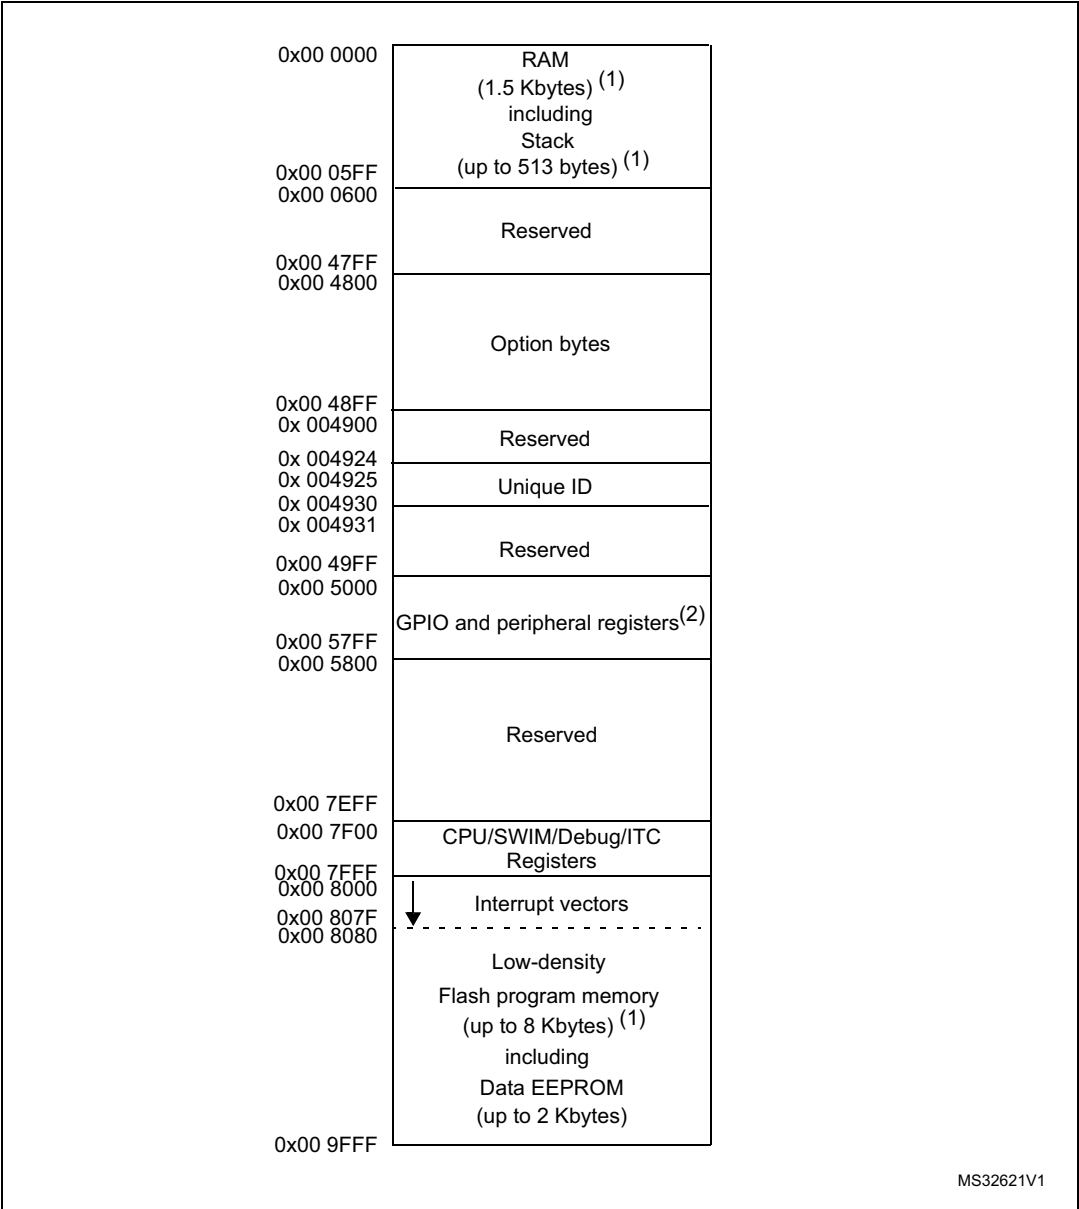 0x00 0000
RAM
(1.5 Kbytes) (1)
including
Stack
(up to 513 bytes) (1)
0x00 05FF
0x00 0600
Reserved
0x00 47FF
0x00 4800
Option bytes
0x00 48FF
0x 004900
Reserved
0x 004924
0x 004925
Unique ID
0x 004930
0x 004931
Reserved
0x00 49FF
0x00 5000
GPIO and peripheral registers(2)
0x00 57FF
0x00 5800
Reserved
0x00 7EFF
0x00 7F00
CPU/SWIM/Debug/ITC
Registers
0x00 7FFF
0x00 8000
Interrupt vectors
0x00 807F
0x00 8080
Low-density
Flash program memory
(up to 8 Kbytes) (1)
including
Data EEPROM
(up to 2 Kbytes)
0x00 9FFF
MS32621V1